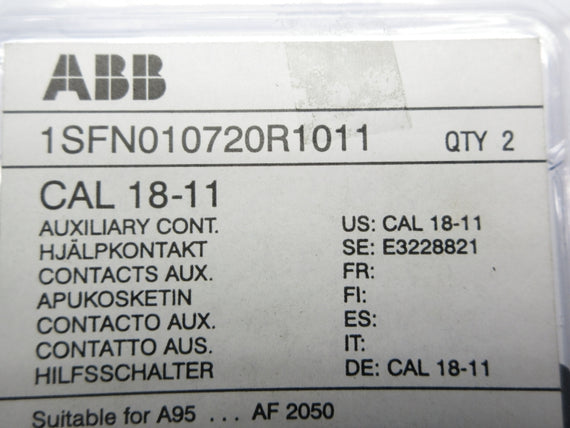 ABB
1SFN010720R1011 QTY 2
CAL 18-11
AUXILIARY CONT. US: CAL 18-11
HJÄLPKONTAKT SE: E3228821
CONTACTS AUX. FR:
APUKOSKETIN FI:
CONTACTO AUX. ES:
CONTATTO AUS. IT:
HILFSSCHALTER DE: CAL 18-11
Suitable for A95 ... AF 2050